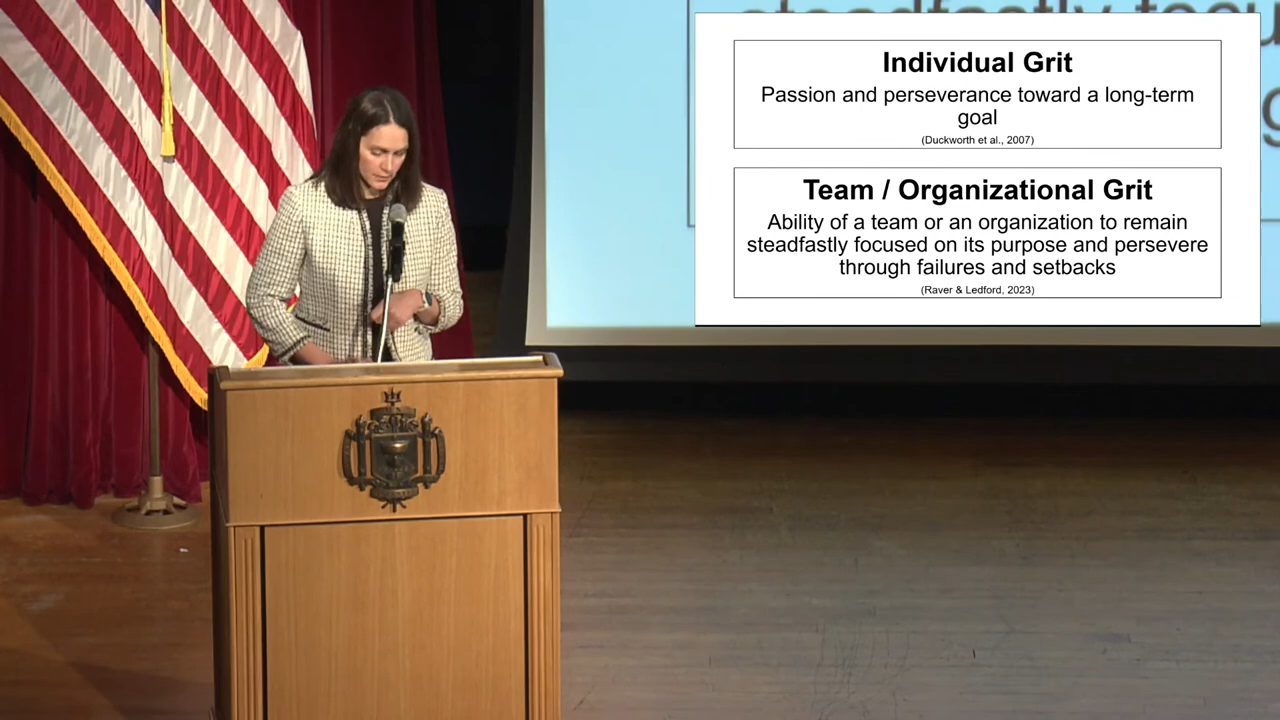 steadfastly focu
Individual Grit
Passion and perseverance toward a long-term
goal
(Duckworth et al., 2007)
Team / Organizational Grit
Ability of a team or an organization to remain
steadfastly focused on its purpose and persevere
through failures and setbacks
(Raver & Ledford, 2023)
g